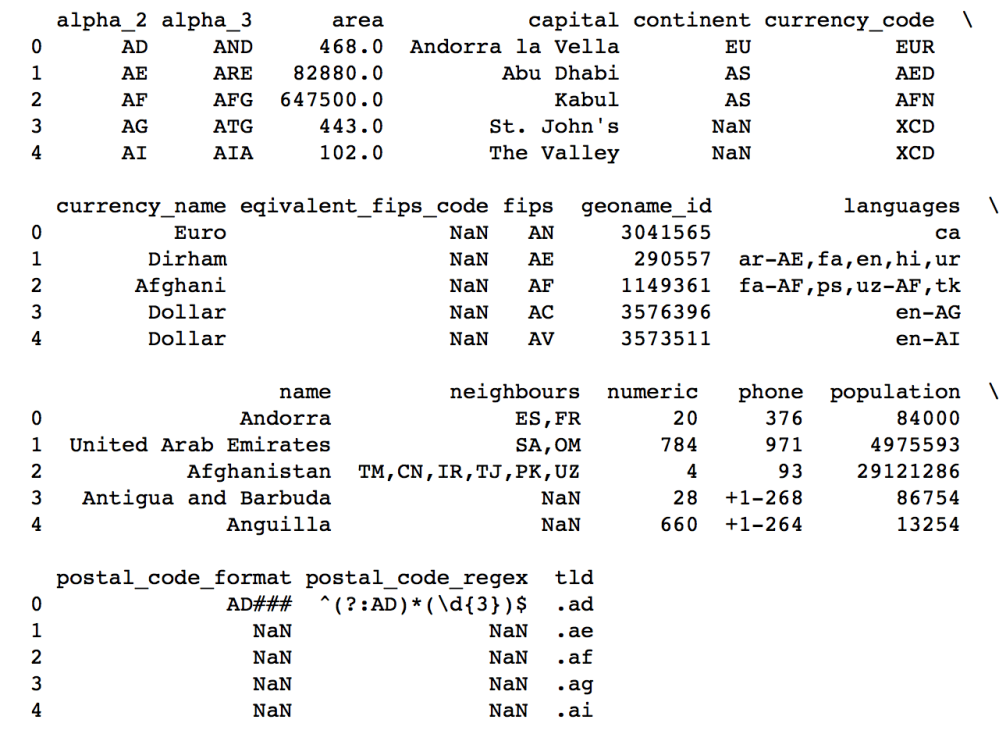 alpha_2 alpha_3 area capital continent currency_code \
0 AD AND 468.0 Andorra la Vella EU EUR
1 AE ARE 82880.0 Abu Dhabi AS AED
2 AF AFG 647500.0 Kabul AS AFN
3 AG ATG 443.0 St. John's NaN XCD
4 AI AIA 102.0 The Valley NaN XCD
currency_name eqivalent_fips_code fips geoname_id languages \
0 Euro NaN AN 3041565 ca
1 Dirham NaN AE 290557 ar-AE,fa,en,hi,ur
2 Afghani NaN AF 1149361 fa-AF,ps,uz-AF,tk
3 Dollar NaN AC 3576396 en-AG
4 Dollar NaN AV 3573511 en-AI
name neighbours numeric phone population \
0 Andorra ES,FR 20 376 84000
1 United Arab Emirates SA,OM 784 971 4975593
2 Afghanistan TM,CN,IR,TJ,PK,UZ 4 93 29121286
3 Antigua and Barbuda NaN 28 +1-268 86754
4 Anguilla NaN 660 +1-264 13254
postal_code_format postal_code_regex tld
0 AD### ^(?:AD)*(\d{3})$ .ad
1 NaN NaN .ae
2 NaN NaN .af
3 NaN NaN .ag
4 NaN NaN .ai